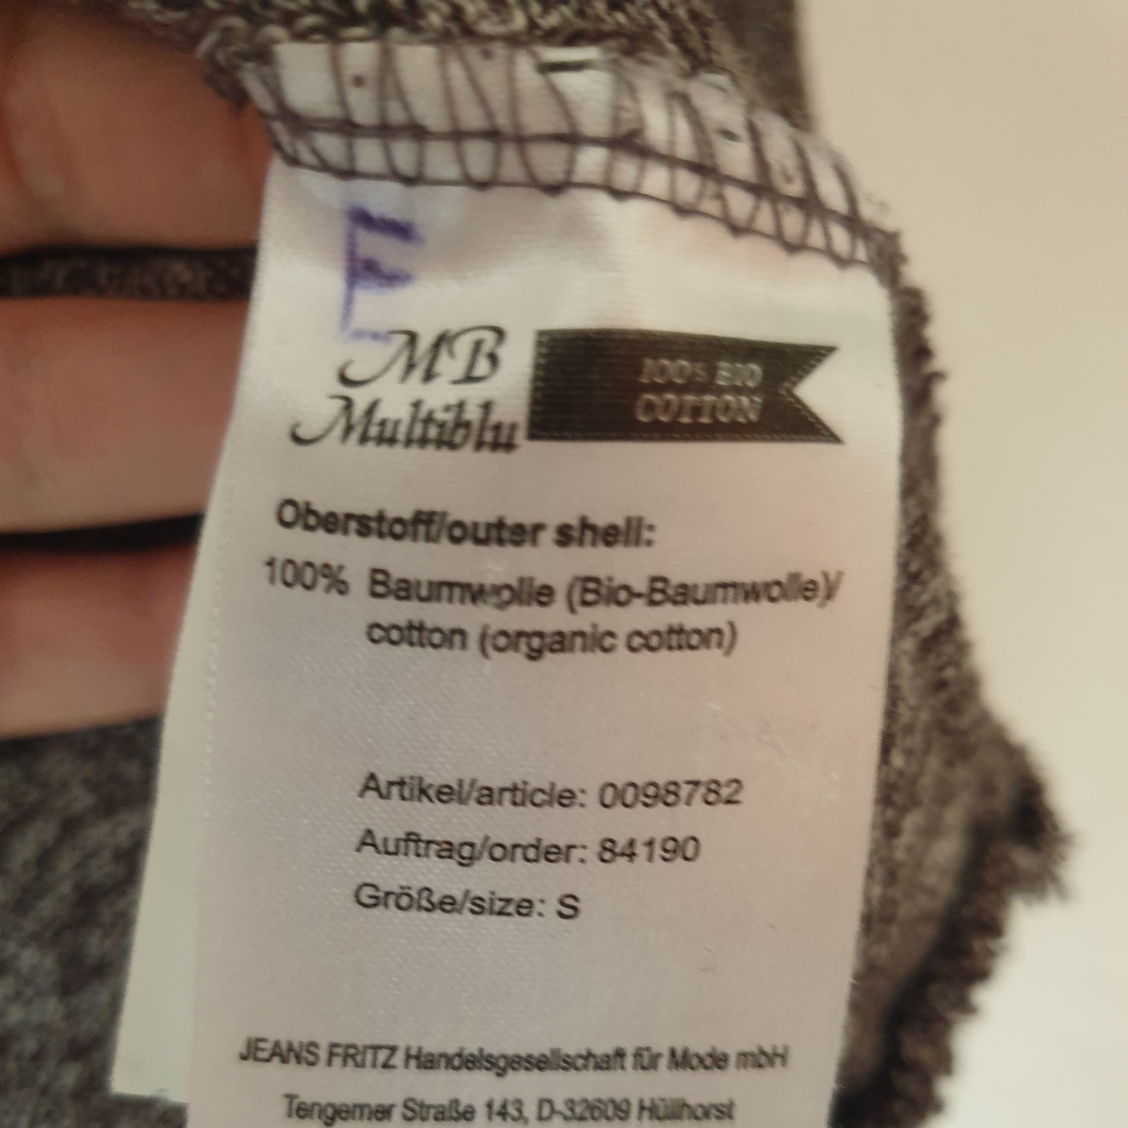 E
MB
Multiblu
100% BIO
COTTON
Oberstoff/outer shell:
100% Baumwolle (Bio-Baumwolle)/
cotton (organic cotton)
Artikel/article: 0098782
Auftrag/order: 84190
Größe/size: S
JEANS FRITZ Handelsgesellschaft für Mode mbH
Tengerner Straße 143, D-32609 Hüllhorst